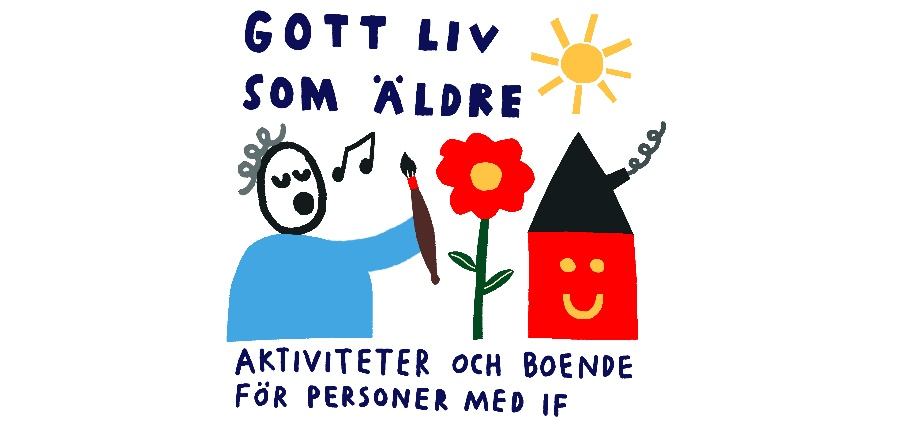 GOTT LIV
SOM ÄLDRE
AKTIVITETER OCH BOENDE
FÖR PERSONER MED IF